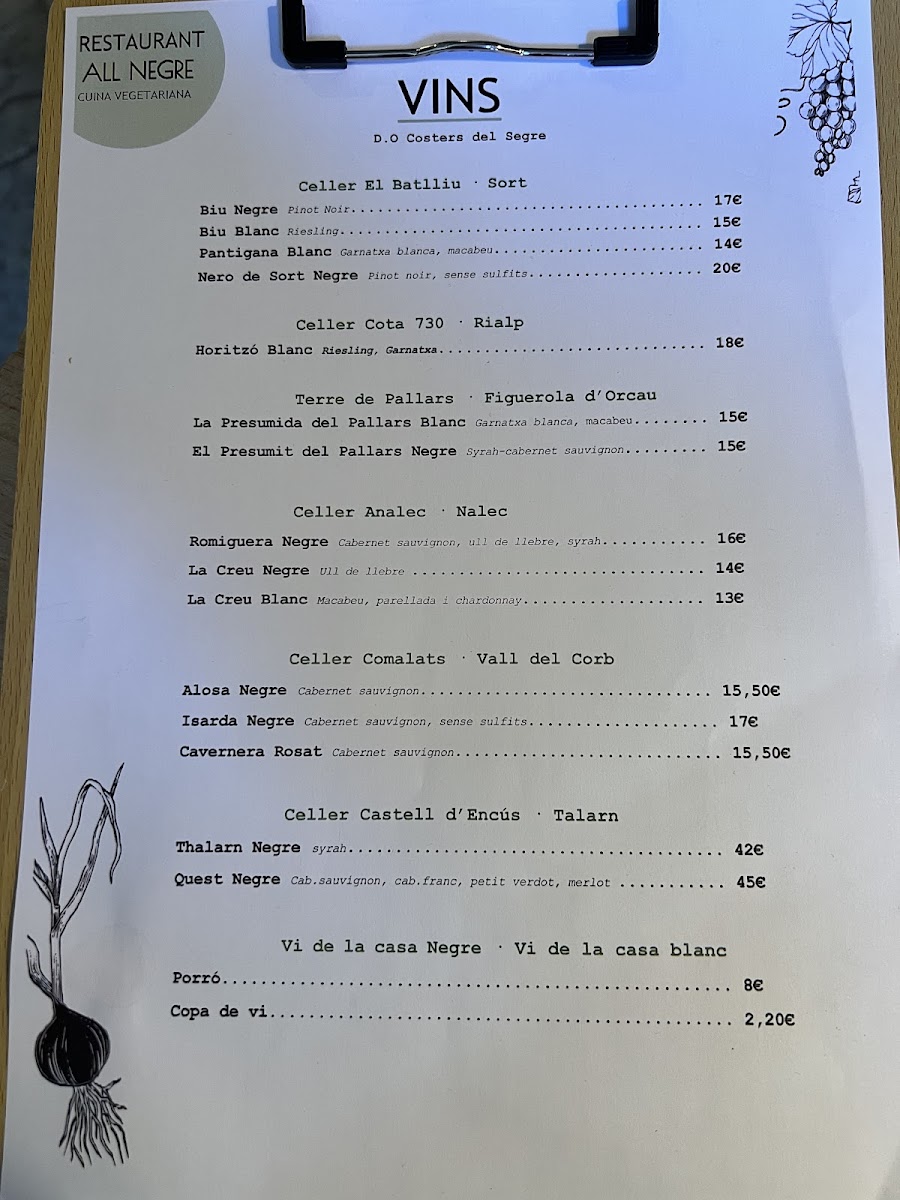 RESTAURANT
ALL NEGRE
CUINA VEGETARIANA
VINS
D.O Costers del Segre
Celler El Batlliu · Sort
Biu Negre Pinot Noir..................................... 17€
Biu Blanc Riesling...................................... 15€
Pantigana Blanc Garnatxa blanca, macabeu...................... 14€
Nero de Sort Negre Pinot noir, sense sulfits.................. 20€
Celler Cota 730 · Rialp
Horitzó Blanc Riesling, Garnatxa............................ 18€
Terre de Pallars · Figuerola d'Orcau
La Presumida del Pallars Blanc Garnatxa blanca, macabeu........ 15€
El Presumit del Pallars Negre Syrah-cabernet sauvignon......... 15€
Celler Analec · Nalec
Romiguera Negre Cabernet sauvignon, ull de llebre, syrah........... 16€
La Creu Negre Ull de llebre ............................... 14€
La Creu Blanc Macabeu, parellada i chardonnay................... 13€
Celler Comalats · Vall del Corb
Alosa Negre Cabernet sauvignon............................... 15,50€
Isarda Negre Cabernet sauvignon, sense sulfits.................... 17€
Cavernera Rosat Cabernet sauvignon............................ 15,50€
Celler Castell d'Encús · Talarn
Thalarn Negre syrah....................................... 42€
Quest Negre Cab.sauvignon, cab.franc, petit verdot, merlot ........... 45€
Vi de la casa Negre · Vi de la casa blanc
Porró.................................................... 8€
Copa de vi................................................ 2,20€